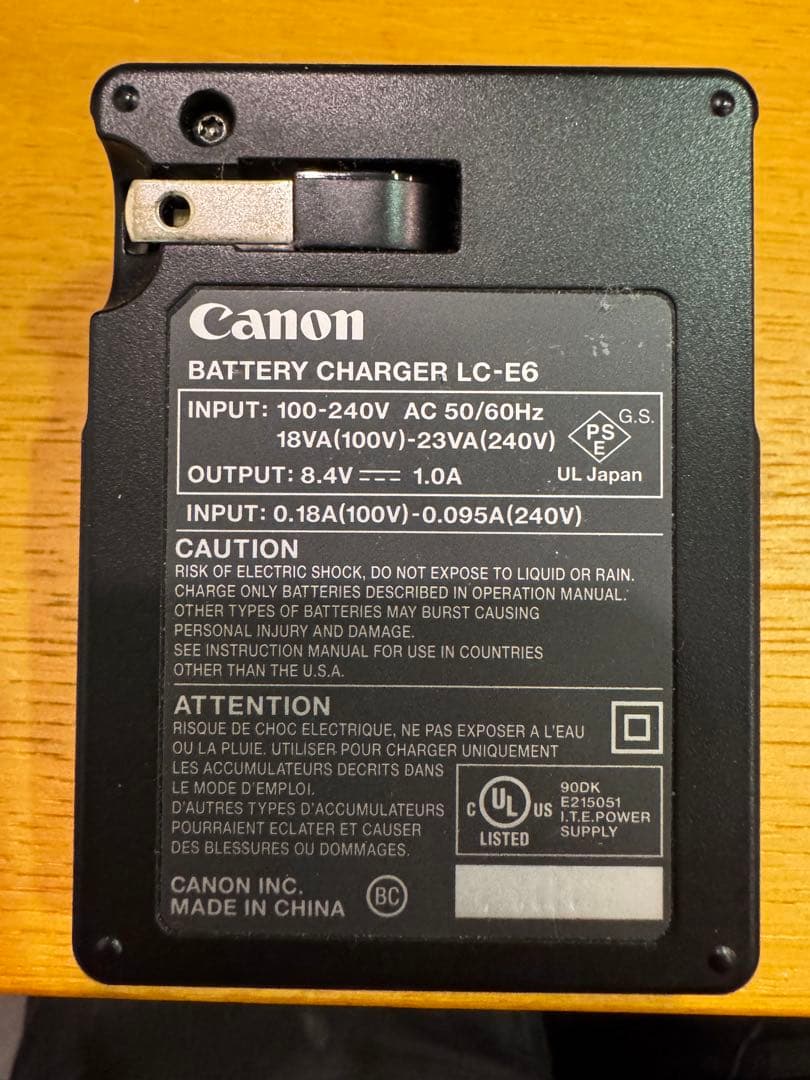 Canon
BATTERY CHARGER LC-E6
INPUT: 100-240V AC 50/60Hz
18VA(100V)-23VA(240V)
OUTPUT: 8.4V⎓ 1.0A
PS
E
G.S.
UL Japan
INPUT: 0.18A(100V)-0.095A(240V)
CAUTION
RISK OF ELECTRIC SHOCK, DO NOT EXPOSE TO LIQUID OR RAIN.
CHARGE ONLY BATTERIES DESCRIBED IN OPERATION MANUAL.
OTHER TYPES OF BATTERIES MAY BURST CAUSING
PERSONAL INJURY AND DAMAGE.
SEE INSTRUCTION MANUAL FOR USE IN COUNTRIES
OTHER THAN THE U.S.A.
ATTENTION
RISQUE DE CHOC ELECTRIQUE, NE PAS EXPOSER A L'EAU
OU LA PLUIE. UTILISER POUR CHARGER UNIQUEMENT
LES ACCUMULATEURS DECRITS DANS
LE MODE D'EMPLOI.
D'AUTRES TYPES D'ACCUMULATEURS
POURRAIENT ECLATER ET CAUSER
DES BLESSURES OU DOMMAGES.
C UL US
LISTED
90DK
E215051
I.T.E.POWER
SUPPLY
CANON INC.
MADE IN CHINA
BC